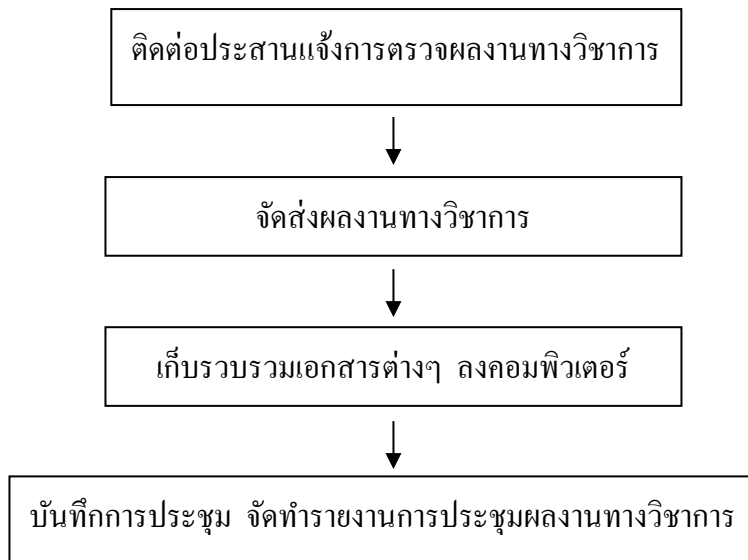 ติดต่อประสานแจ้งการตรวจผลงานทางวิชาการ
จัดส่งผลงานทางวิชาการ
เก็บรวบรวมเอกสารต่างๆ ลงคอมพิวเตอร์
บันทึกการประชุม จัดทำรายงานการประชุมผลงานทางวิชาการ